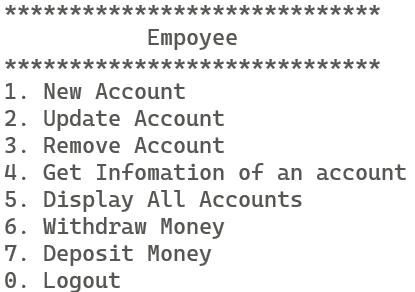 *****************************
Empoyee
*****************************
1. New Account
2. Update Account
3. Remove Account
4. Get Infomation of an account
5. Display All Accounts
6. Withdraw Money
7. Deposit Money
0. Logout